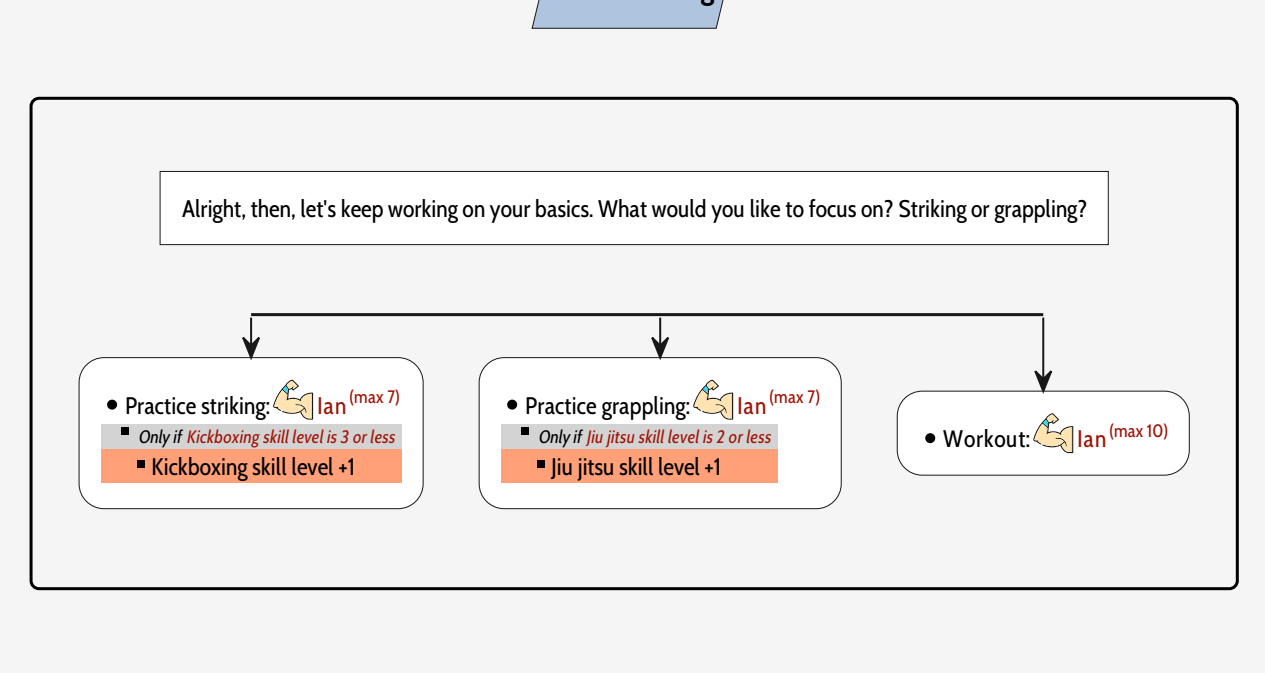 Alright, then, let's keep working on your basics. What would you like to focus on? Striking or grappling?
Practice striking: Ian (max 7)
Only if Kickboxing skill level is 3 or less
Kickboxing skill level +1
Practice grappling: Ian (max 7)
Only if Jiu jitsu skill level is 2 or less
Jiu jitsu skill level +1
Workout: Ian (max 10)